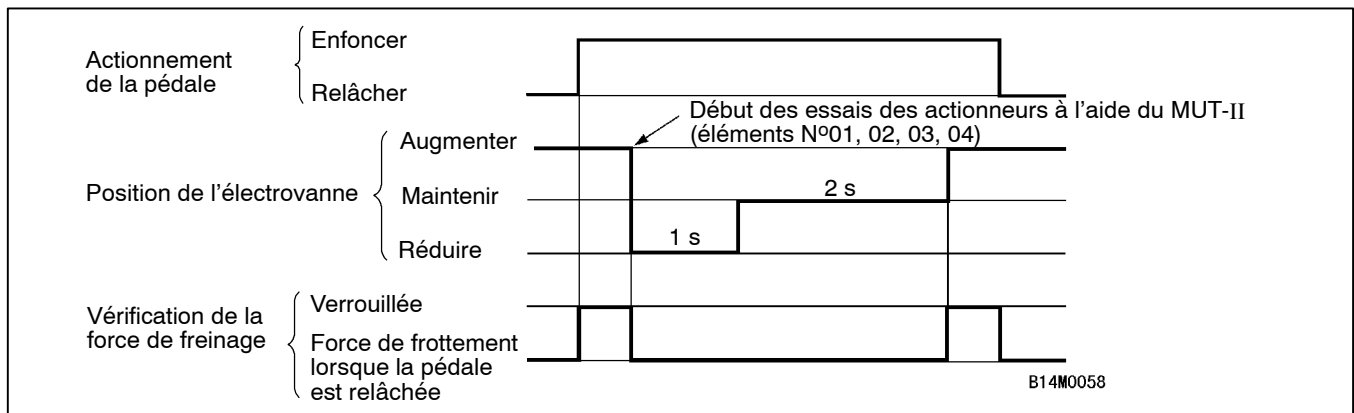 Actionnement
de la pédale
Enfoncer
Relâcher
Début des essais des actionneurs à l'aide du MUT-II
(éléments Nº01, 02, 03, 04)
Position de l'électrovanne
Augmenter
Maintenir
Réduire
2 s
1 s
Vérification de la
force de freinage
Verrouillée
Force de frottement
lorsque la pédale
est relâchée
B14M0058